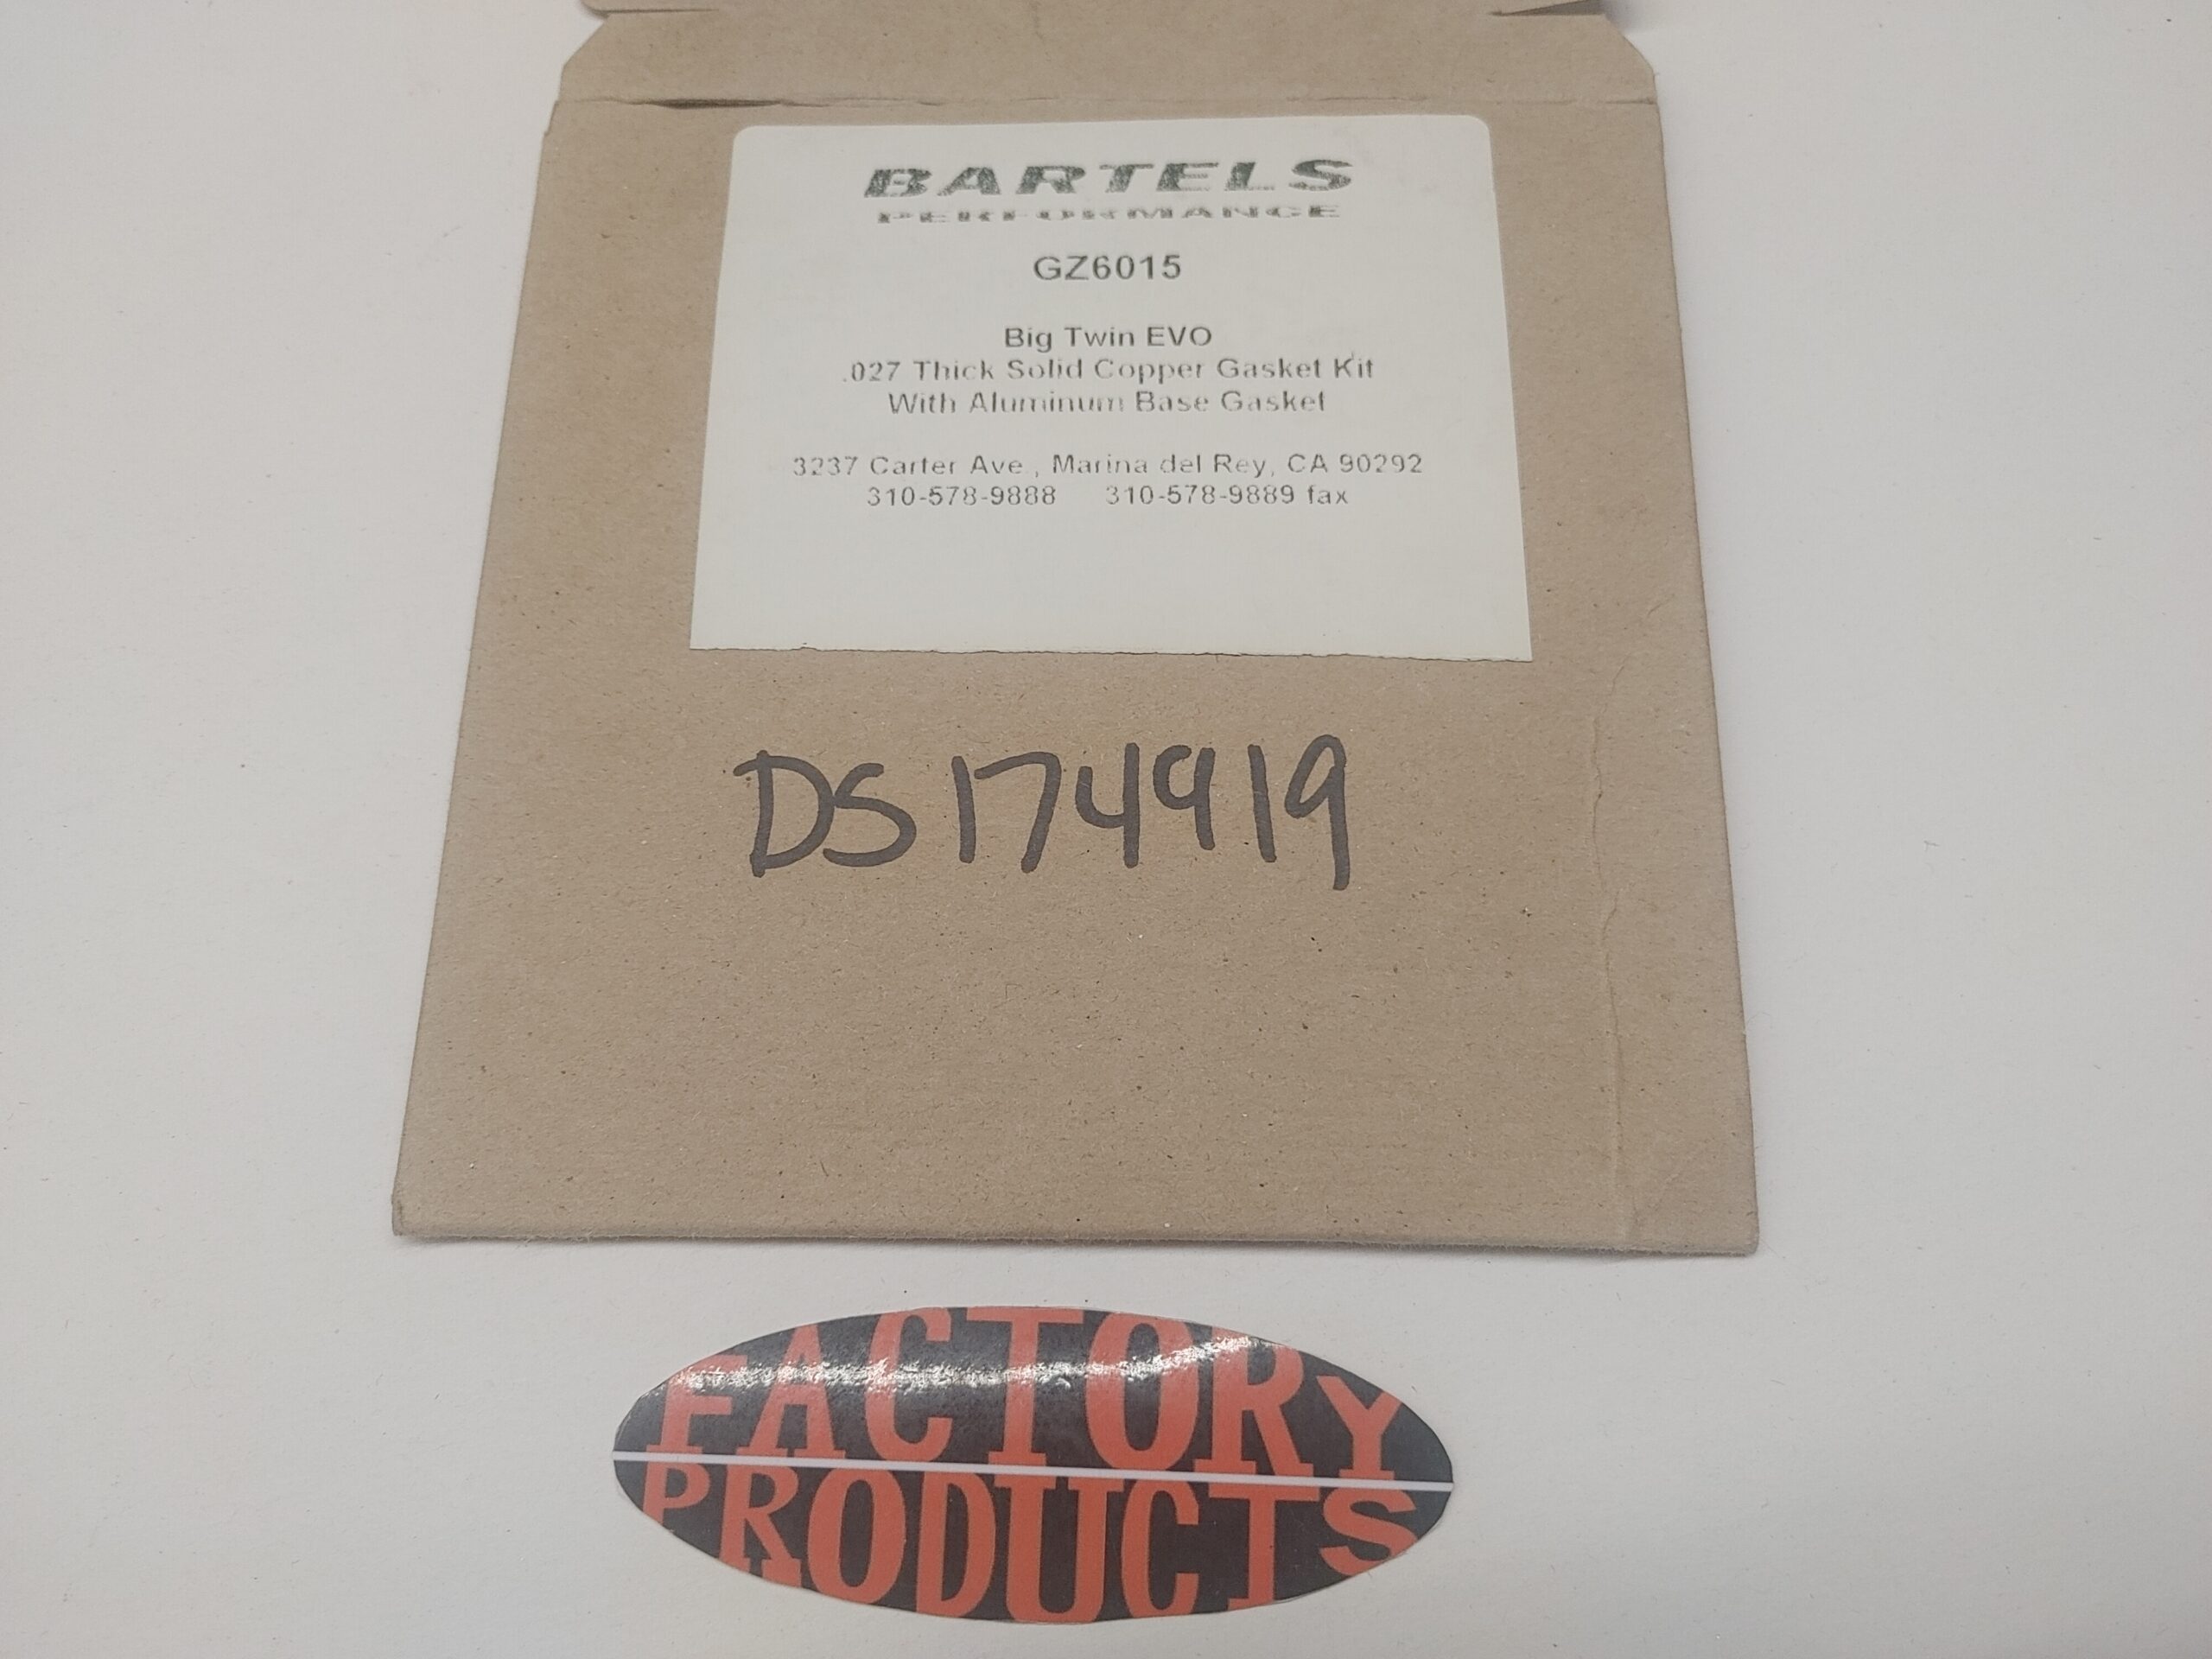 BARTELS
PERFORMANCE
GZ6015
Big Twin EVO
.027 Thick Solid Copper Gasket Kit
With Aluminum Base Gasket
3237 Carter Ave., Marina del Rey, CA 90292
310-578-9888 310-578-9889 fax
DS174919
FACTORY
PRODUCTS